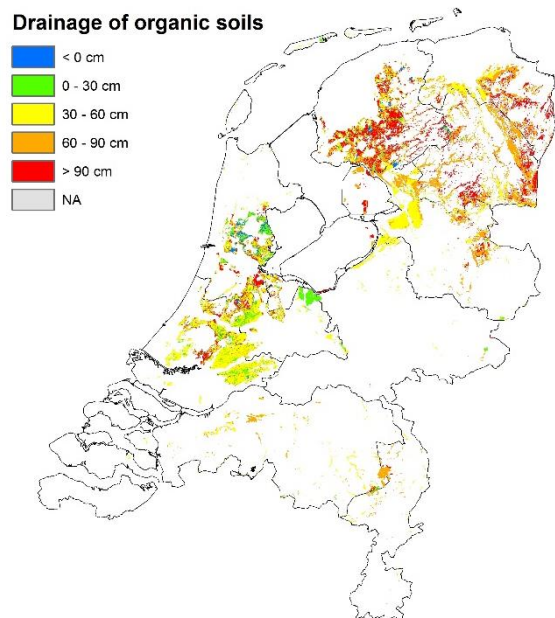 Drainage of organic soils
< 0 cm
0 - 30 cm
30 - 60 cm
60 - 90 cm
> 90 cm
NA